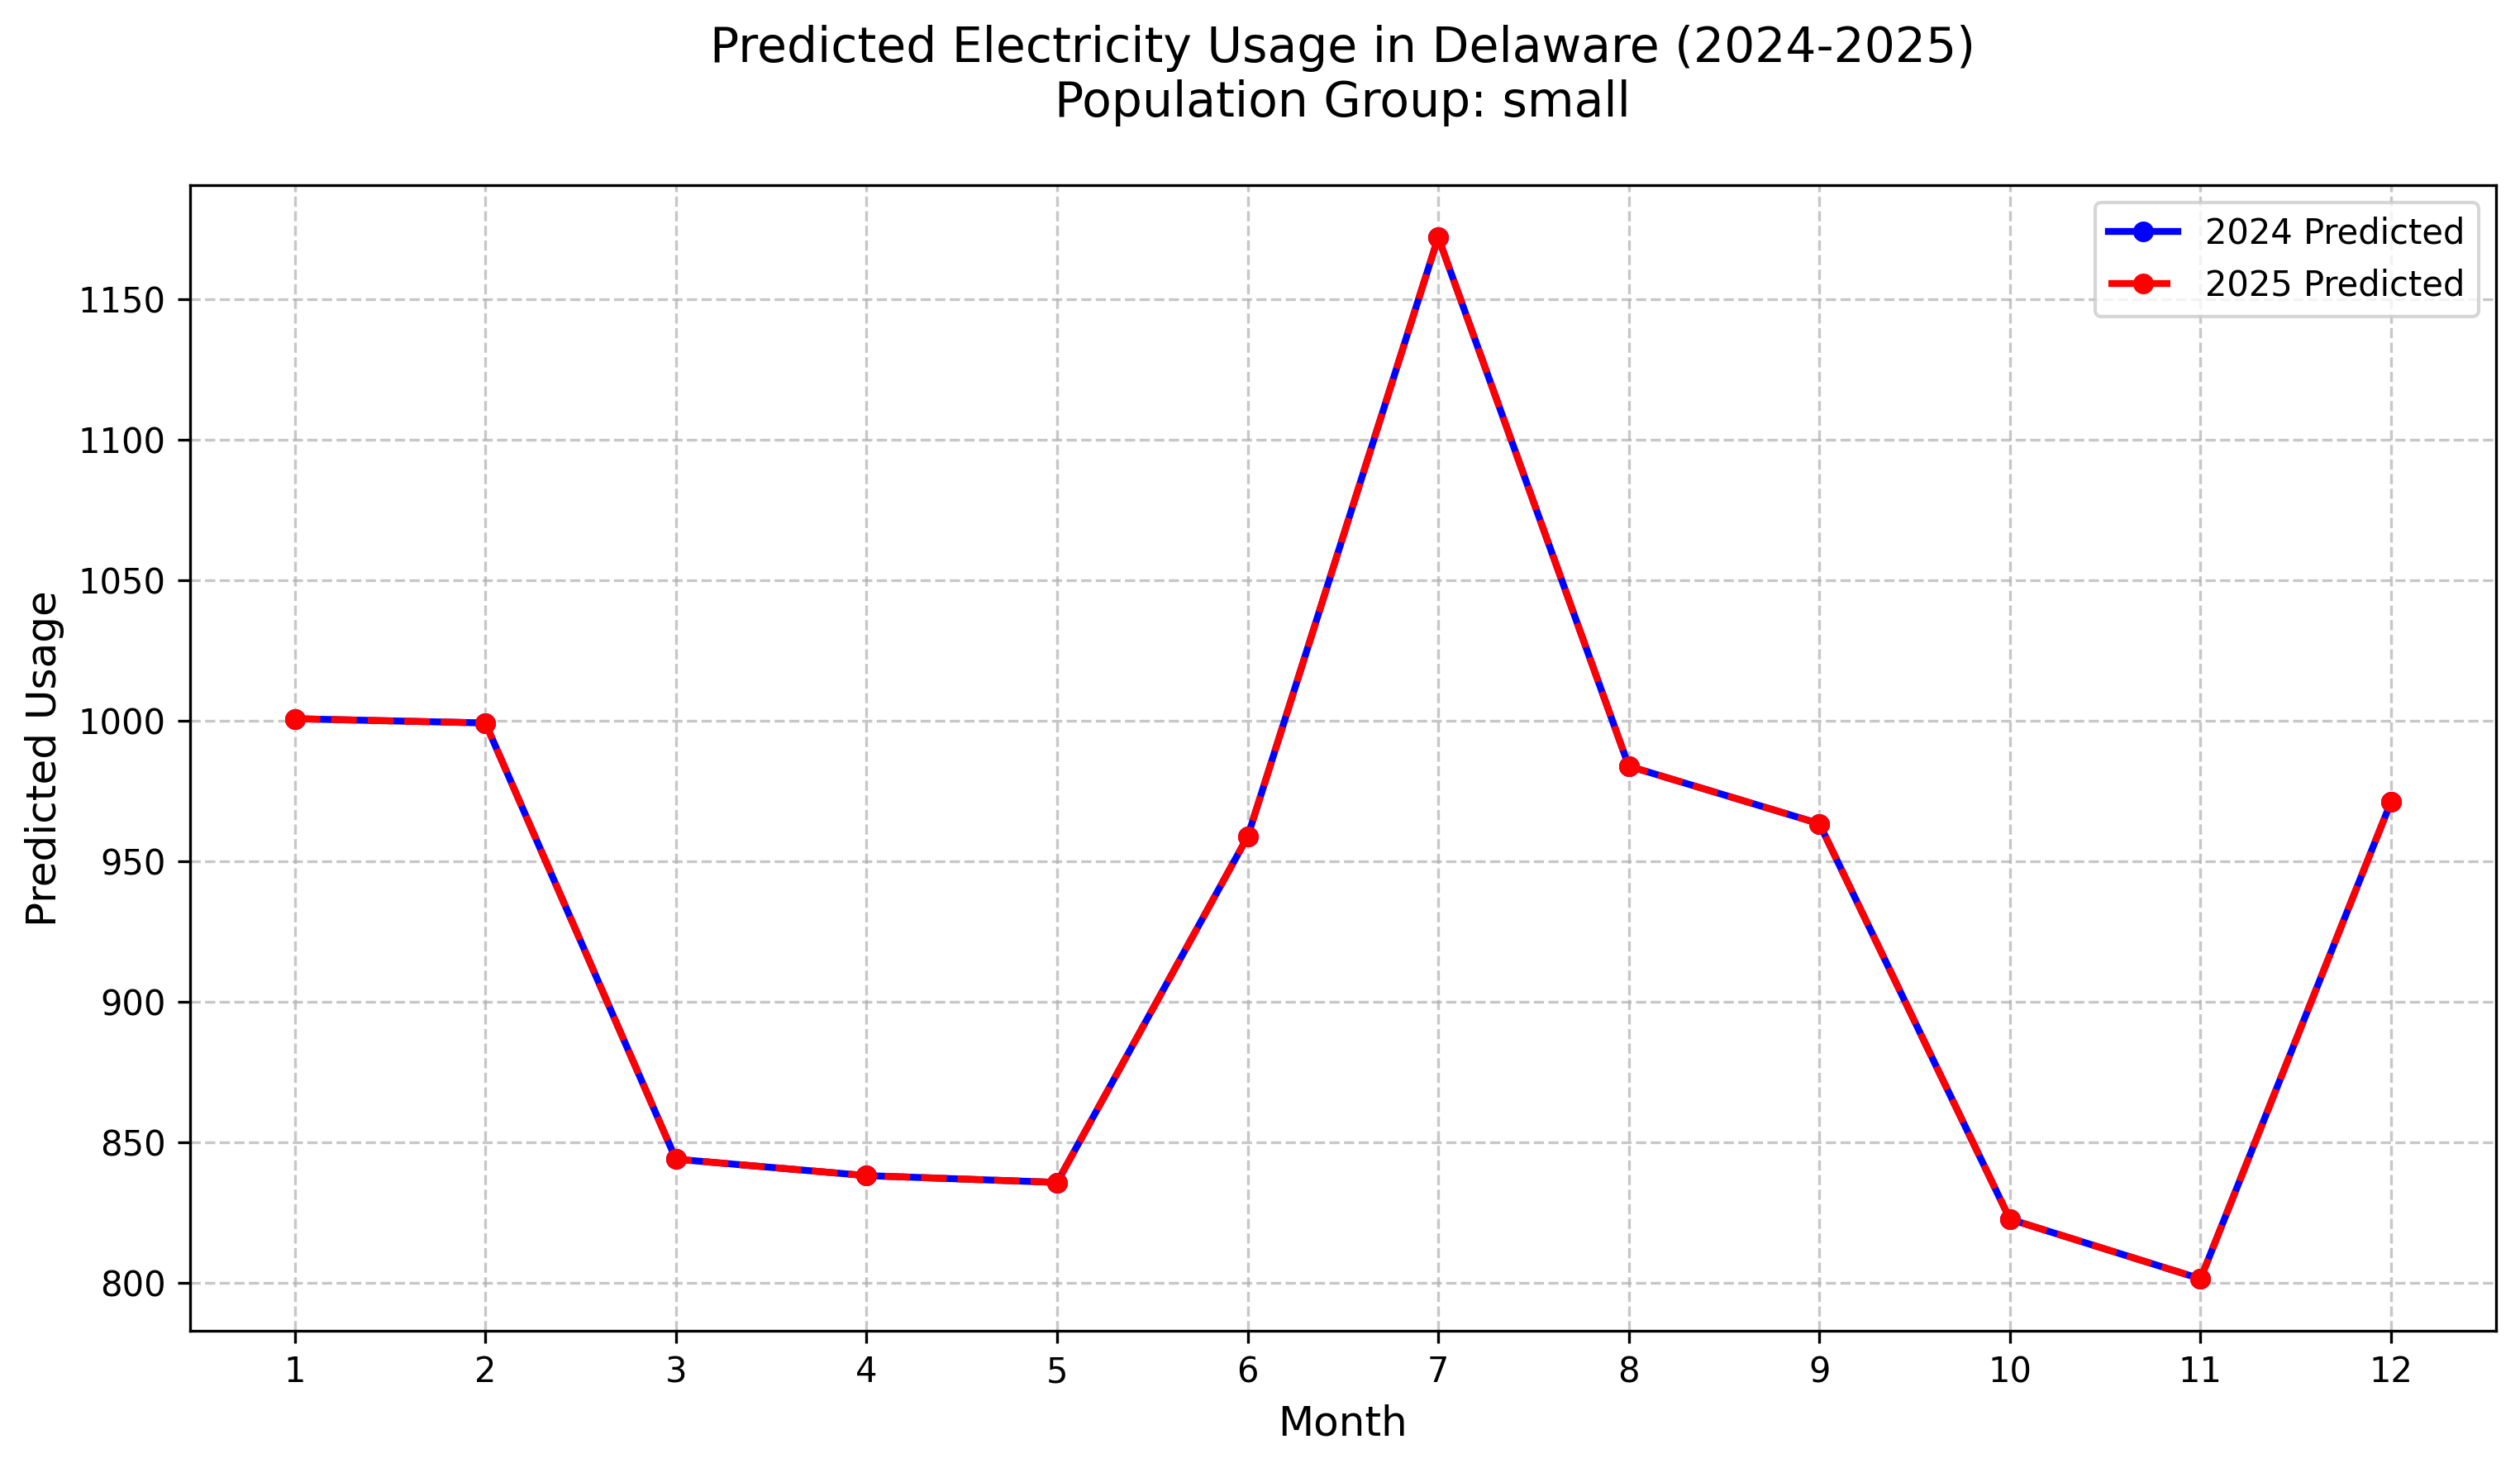 Predicted Electricity Usage in Delaware (2024-2025)
Population Group: small
2024 Predicted
2025 Predicted
Predicted Usage
1150
1100
1050
1000
950
900
850
800
1 2 3 4 5 6 7 8 9 10 11 12
Month